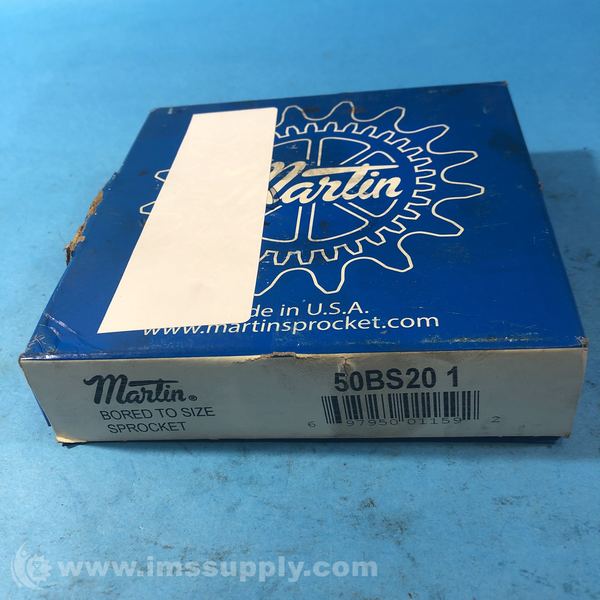 Martin
de in U.S.A.
www.martinsprocket.com
Martin®
BORED TO SIZE
SPROCKET
50BS20 1
6 97950 01159 2
www.imssupply.com